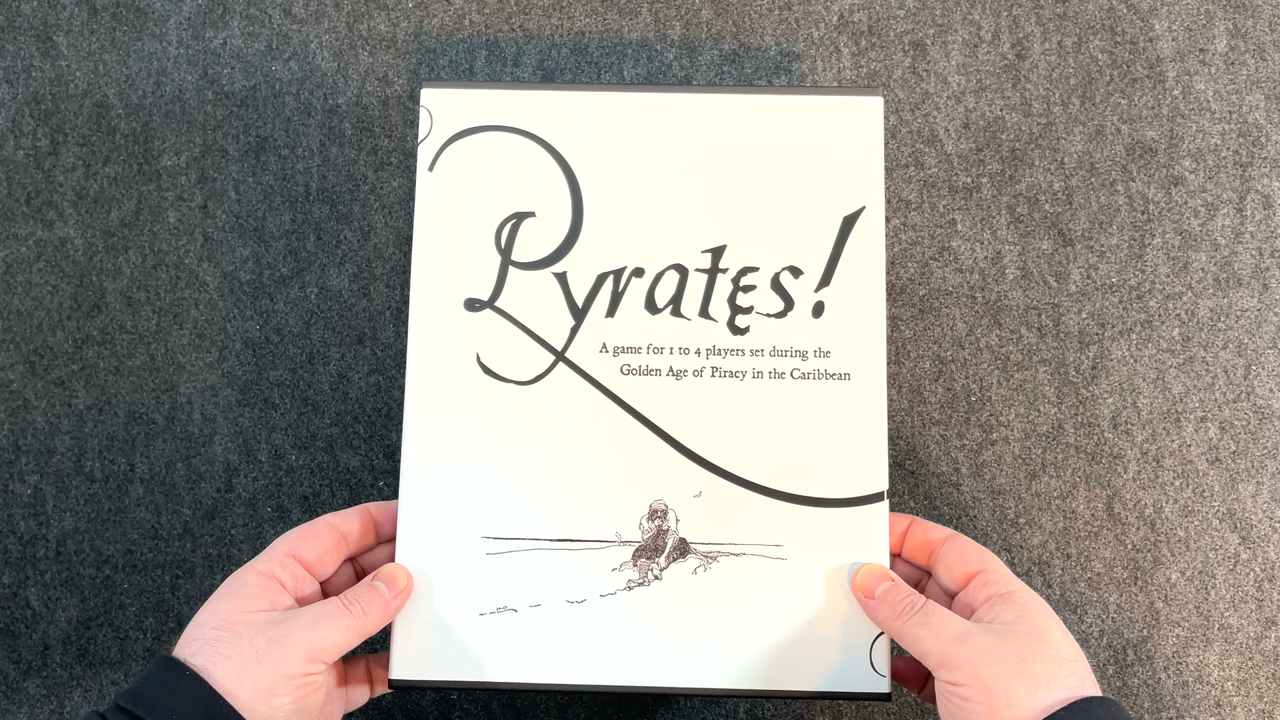 Pyrates!
A game for 1 to 4 players set during the
Golden Age of Piracy in the Caribbean